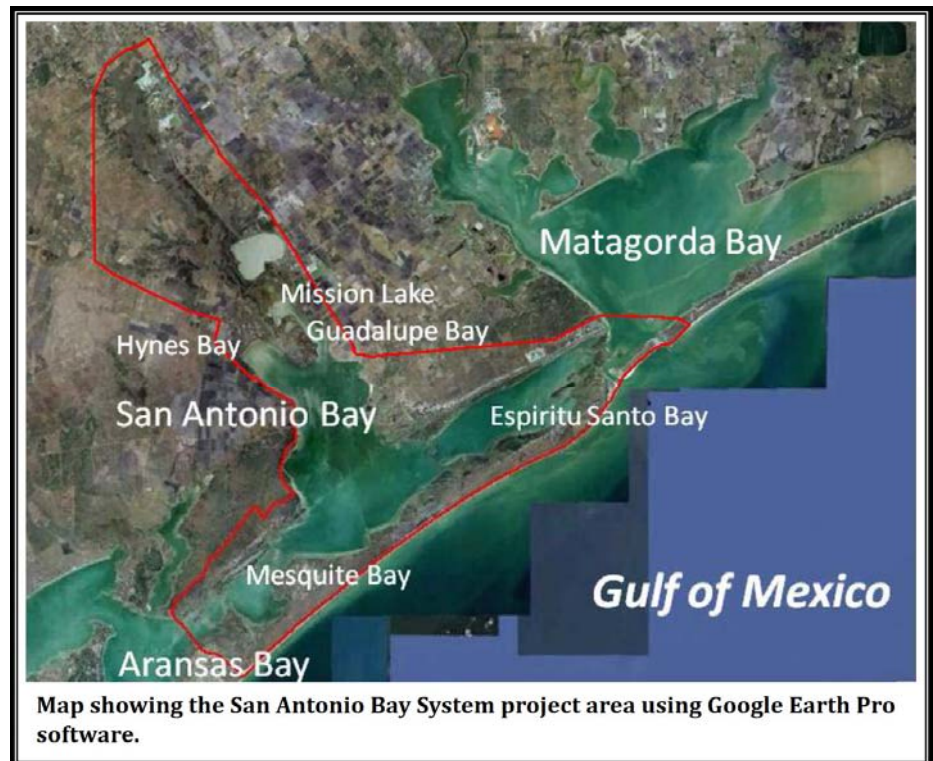 Matagorda Bay
Mission Lake
Guadalupe Bay
Hynes Bay
San Antonio Bay
Espiritu Santo Bay
Mesquite Bay
Gulf of Mexico
Aransas Bay
Map showing the San Antonio Bay System project area using Google Earth Pro
software.